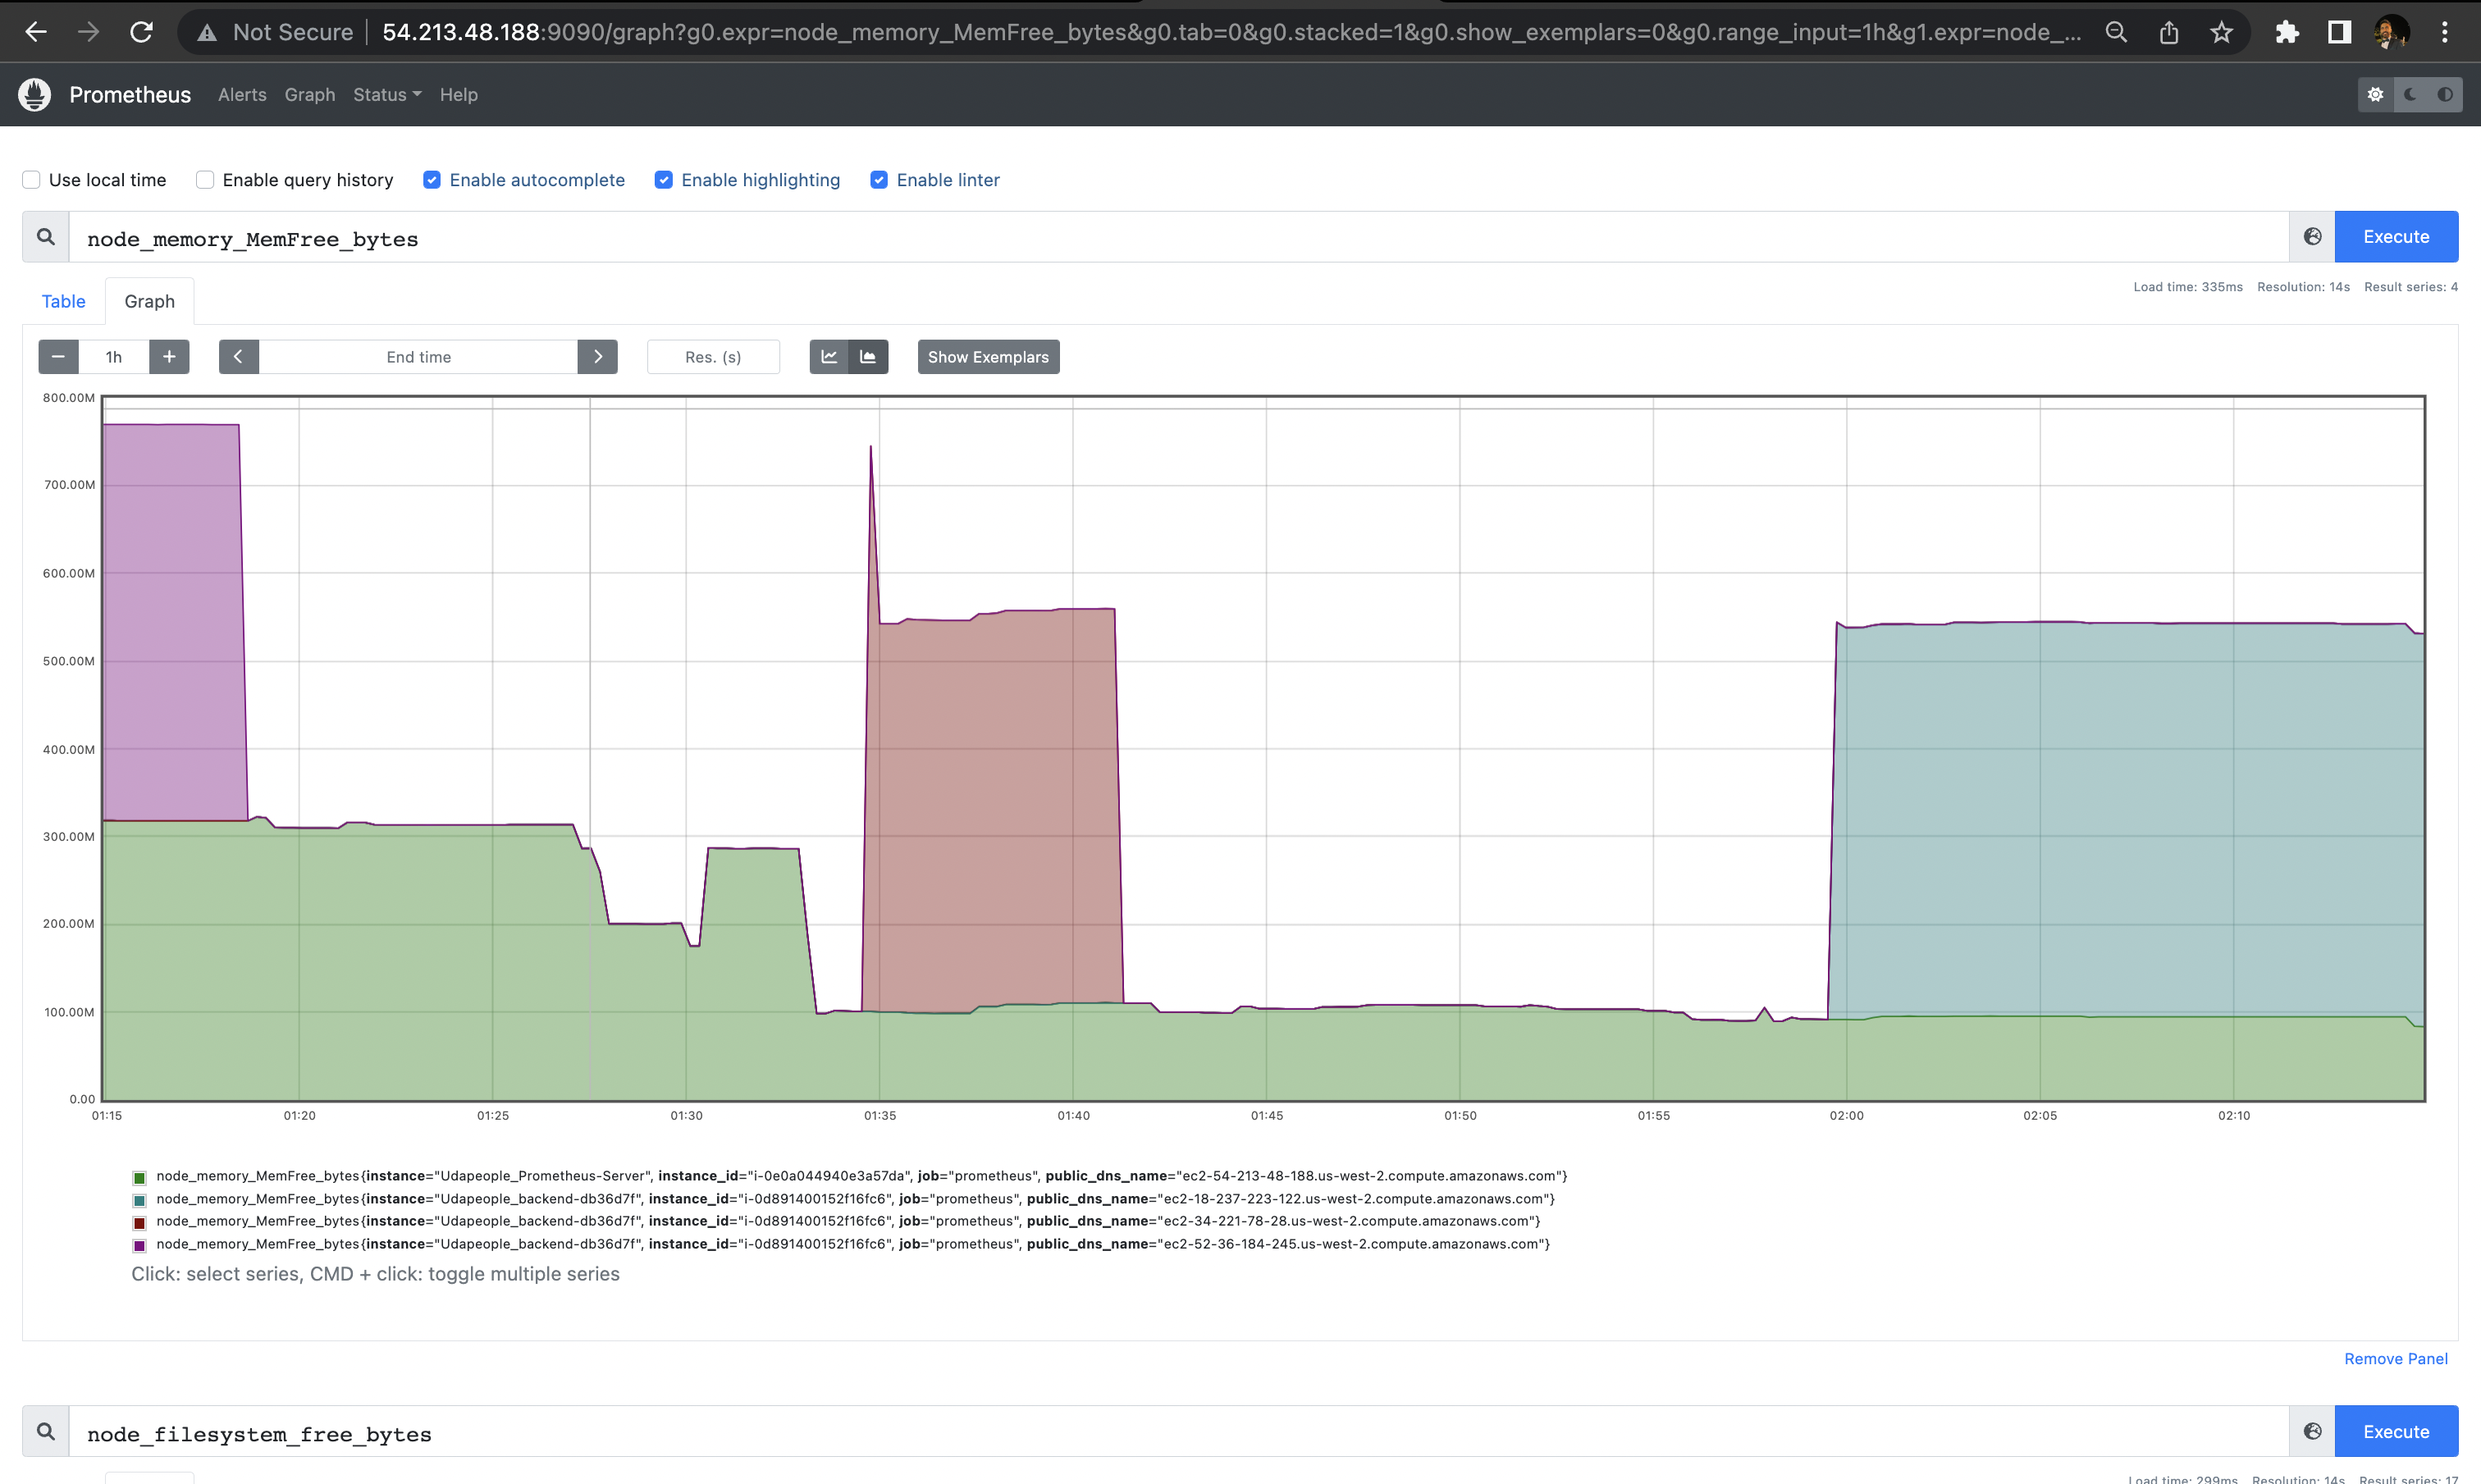 Not Secure | 54.213.48.188:9090/graph?g0.expr=node_memory_MemFree_bytes&g0.tab=0&g0.stacked=1&g0.show_exemplars=0&g0.range_input=1h&g1.expr=node_...
Prometheus Alerts Graph Status Help
Use local time Enable query history Enable autocomplete Enable highlighting Enable linter
node_memory_MemFree_bytes Execute
Table Graph Load time: 335ms Resolution: 14s Result series: 4
− 1h + End time Res. (s) Show Exemplars
800.00M
700.00M
600.00M
500.00M
400.00M
300.00M
200.00M
100.00M
0.00
01:15 01:20 01:25 01:30 01:35 01:40 01:45 01:50 01:55 02:00 02:05 02:10
node_memory_MemFree_bytes{instance="Udapeople_Prometheus-Server", instance_id="i-0e0a044940e3a57da", job="prometheus", public_dns_name="ec2-54-213-48-188.us-west-2.compute.amazonaws.com"}
node_memory_MemFree_bytes{instance="Udapeople_backend-db36d7f", instance_id="i-0d891400152f16fc6", job="prometheus", public_dns_name="ec2-18-237-223-122.us-west-2.compute.amazonaws.com"}
node_memory_MemFree_bytes{instance="Udapeople_backend-db36d7f", instance_id="i-0d891400152f16fc6", job="prometheus", public_dns_name="ec2-34-221-78-28.us-west-2.compute.amazonaws.com"}
node_memory_MemFree_bytes{instance="Udapeople_backend-db36d7f", instance_id="i-0d891400152f16fc6", job="prometheus", public_dns_name="ec2-52-36-184-245.us-west-2.compute.amazonaws.com"}
Click: select series, CMD + click: toggle multiple series
Remove Panel
node_filesystem_free_bytes Execute
Load time: 299ms Resolution: 14s Result series: 17